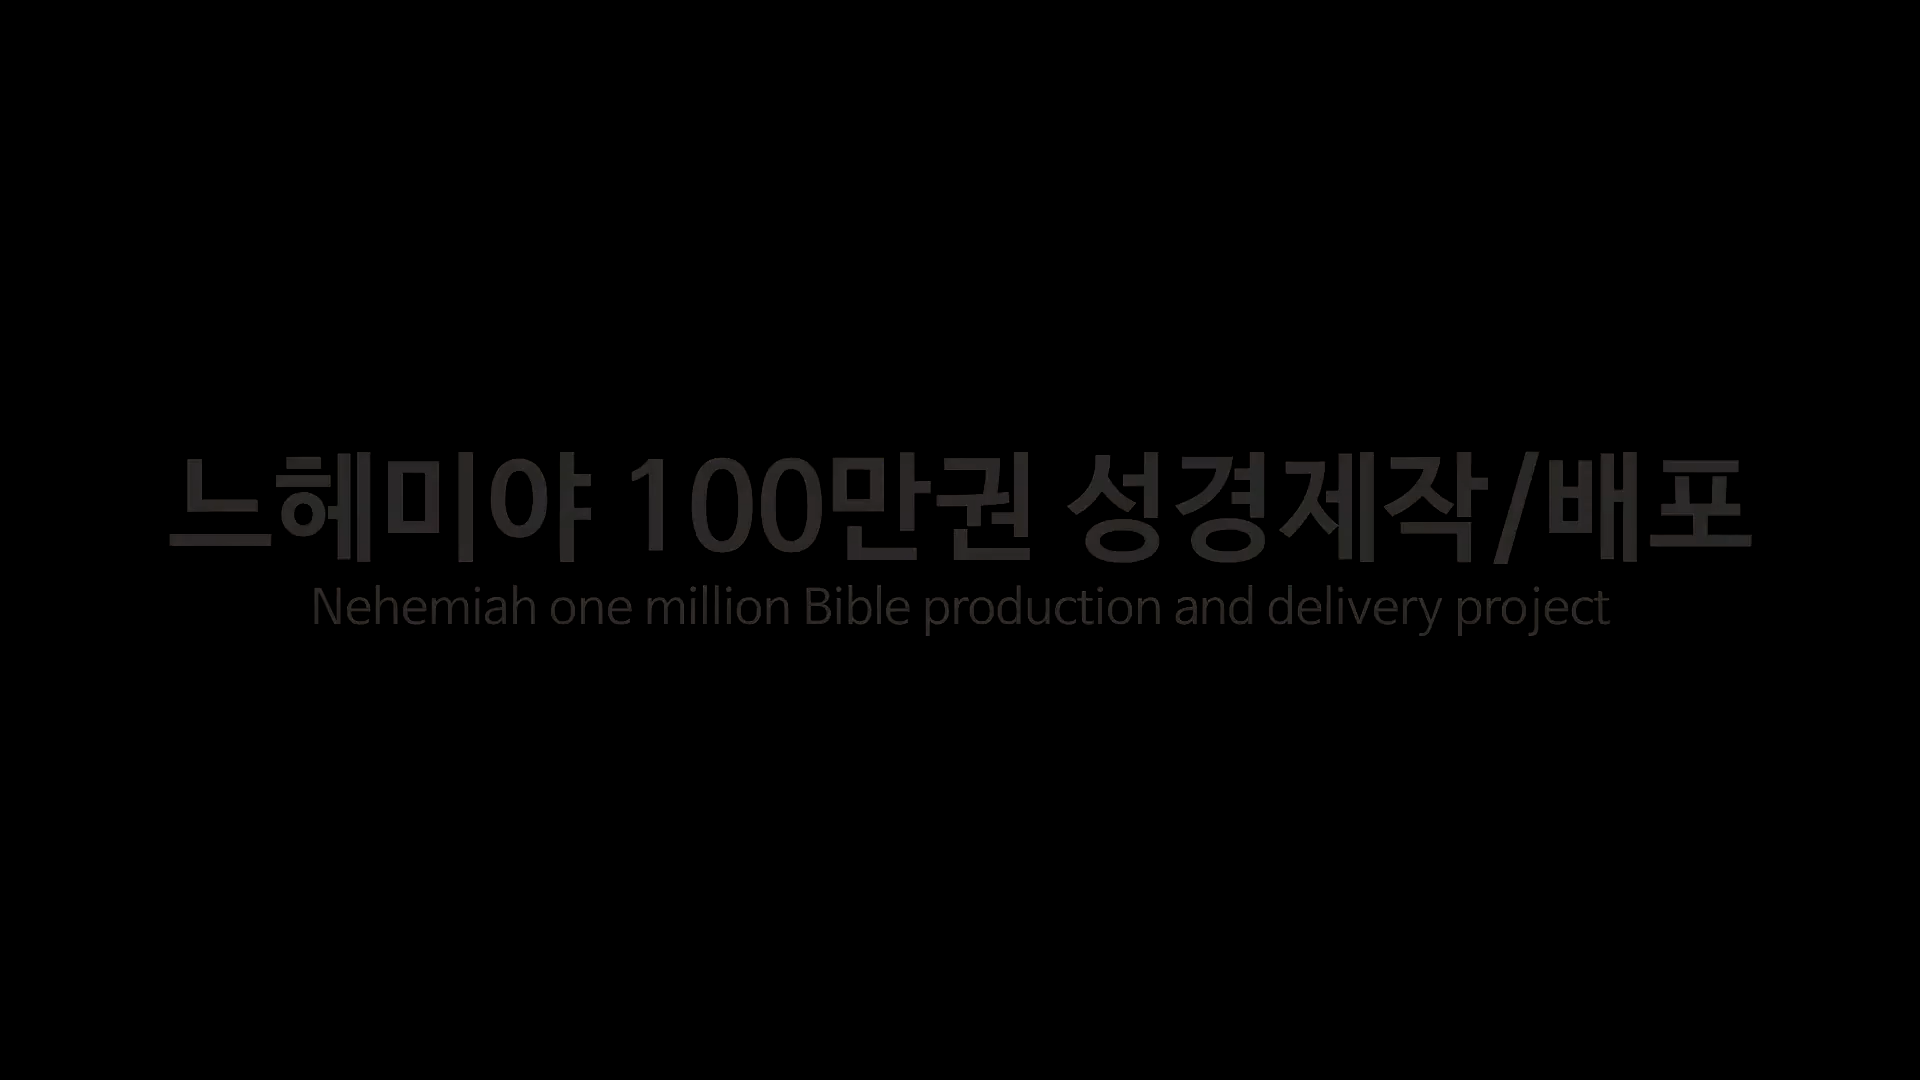 느헤미야 100만권 성경제작/배포
Nehemiah one million Bible production and delivery project